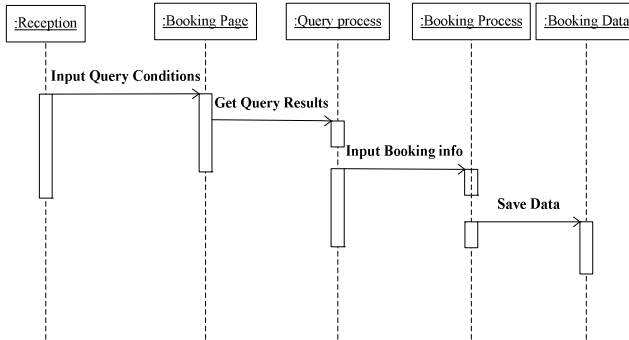 :Reception
:Booking Page
:Query process
:Booking Process
:Booking Data
Input Query Conditions
Get Query Results
Input Booking info
Save Data